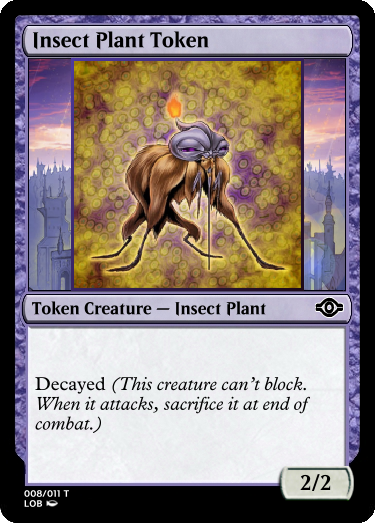 Insect Plant Token
Token Creature — Insect Plant
Decayed (This creature can't block.
When it attacks, sacrifice it at end of
combat.)
2/2
008/011 T
LOB